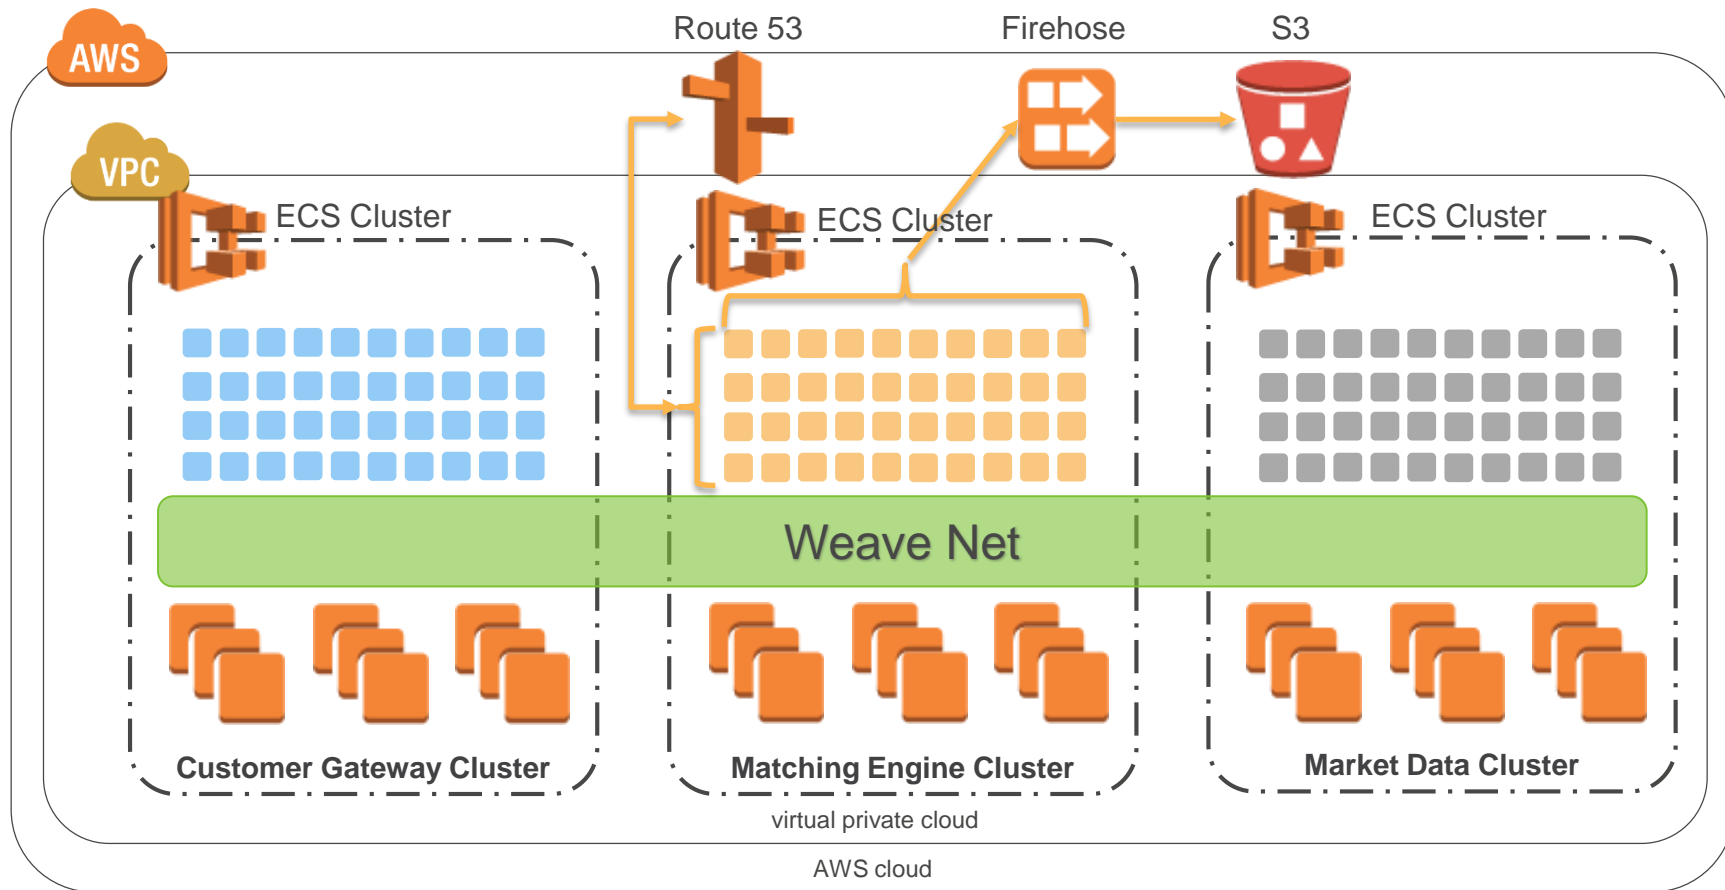 Route 53
Firehose
S3
AWS
VPC
ECS Cluster
ECS Cluster
ECS Cluster
Weave Net
Customer Gateway Cluster
Matching Engine Cluster
Market Data Cluster
virtual private cloud
AWS cloud